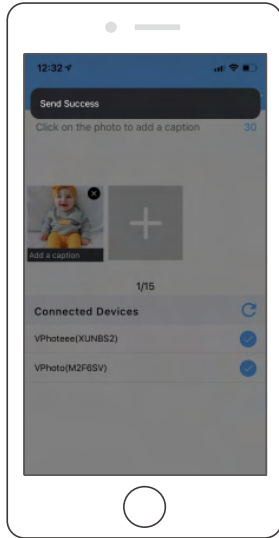 12:32
Send Success
Click on the photo to add a caption 30
Add a caption
1/15
Connected Devices
VPhoteee(XUNBS2)
VPhoto(M2F6SV)